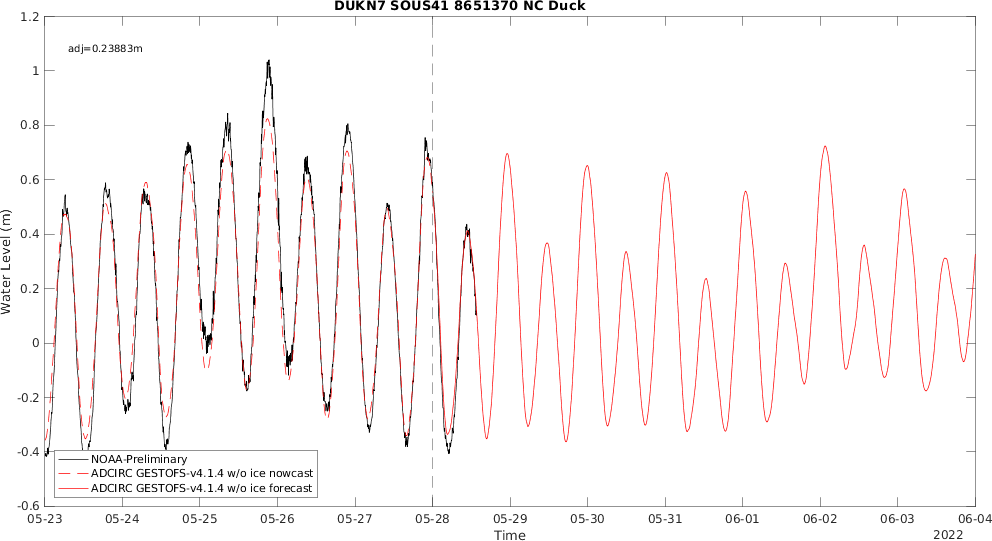 DUKN7 SOUS41 8651370 NC Duck
adj=0.23883m
Water Level (m)
1.2
1
0.8
0.6
0.4
0.2
0
-0.2
-0.4
-0.6
NOAA-Preliminary
ADCIRC GESTOFS-v4.1.4 w/o ice nowcast
ADCIRC GESTOFS-v4.1.4 w/o ice forecast
05-23 05-24 05-25 05-26 05-27 05-28 05-29 05-30 05-31 06-01 06-02 06-03 06-04
Time
2022